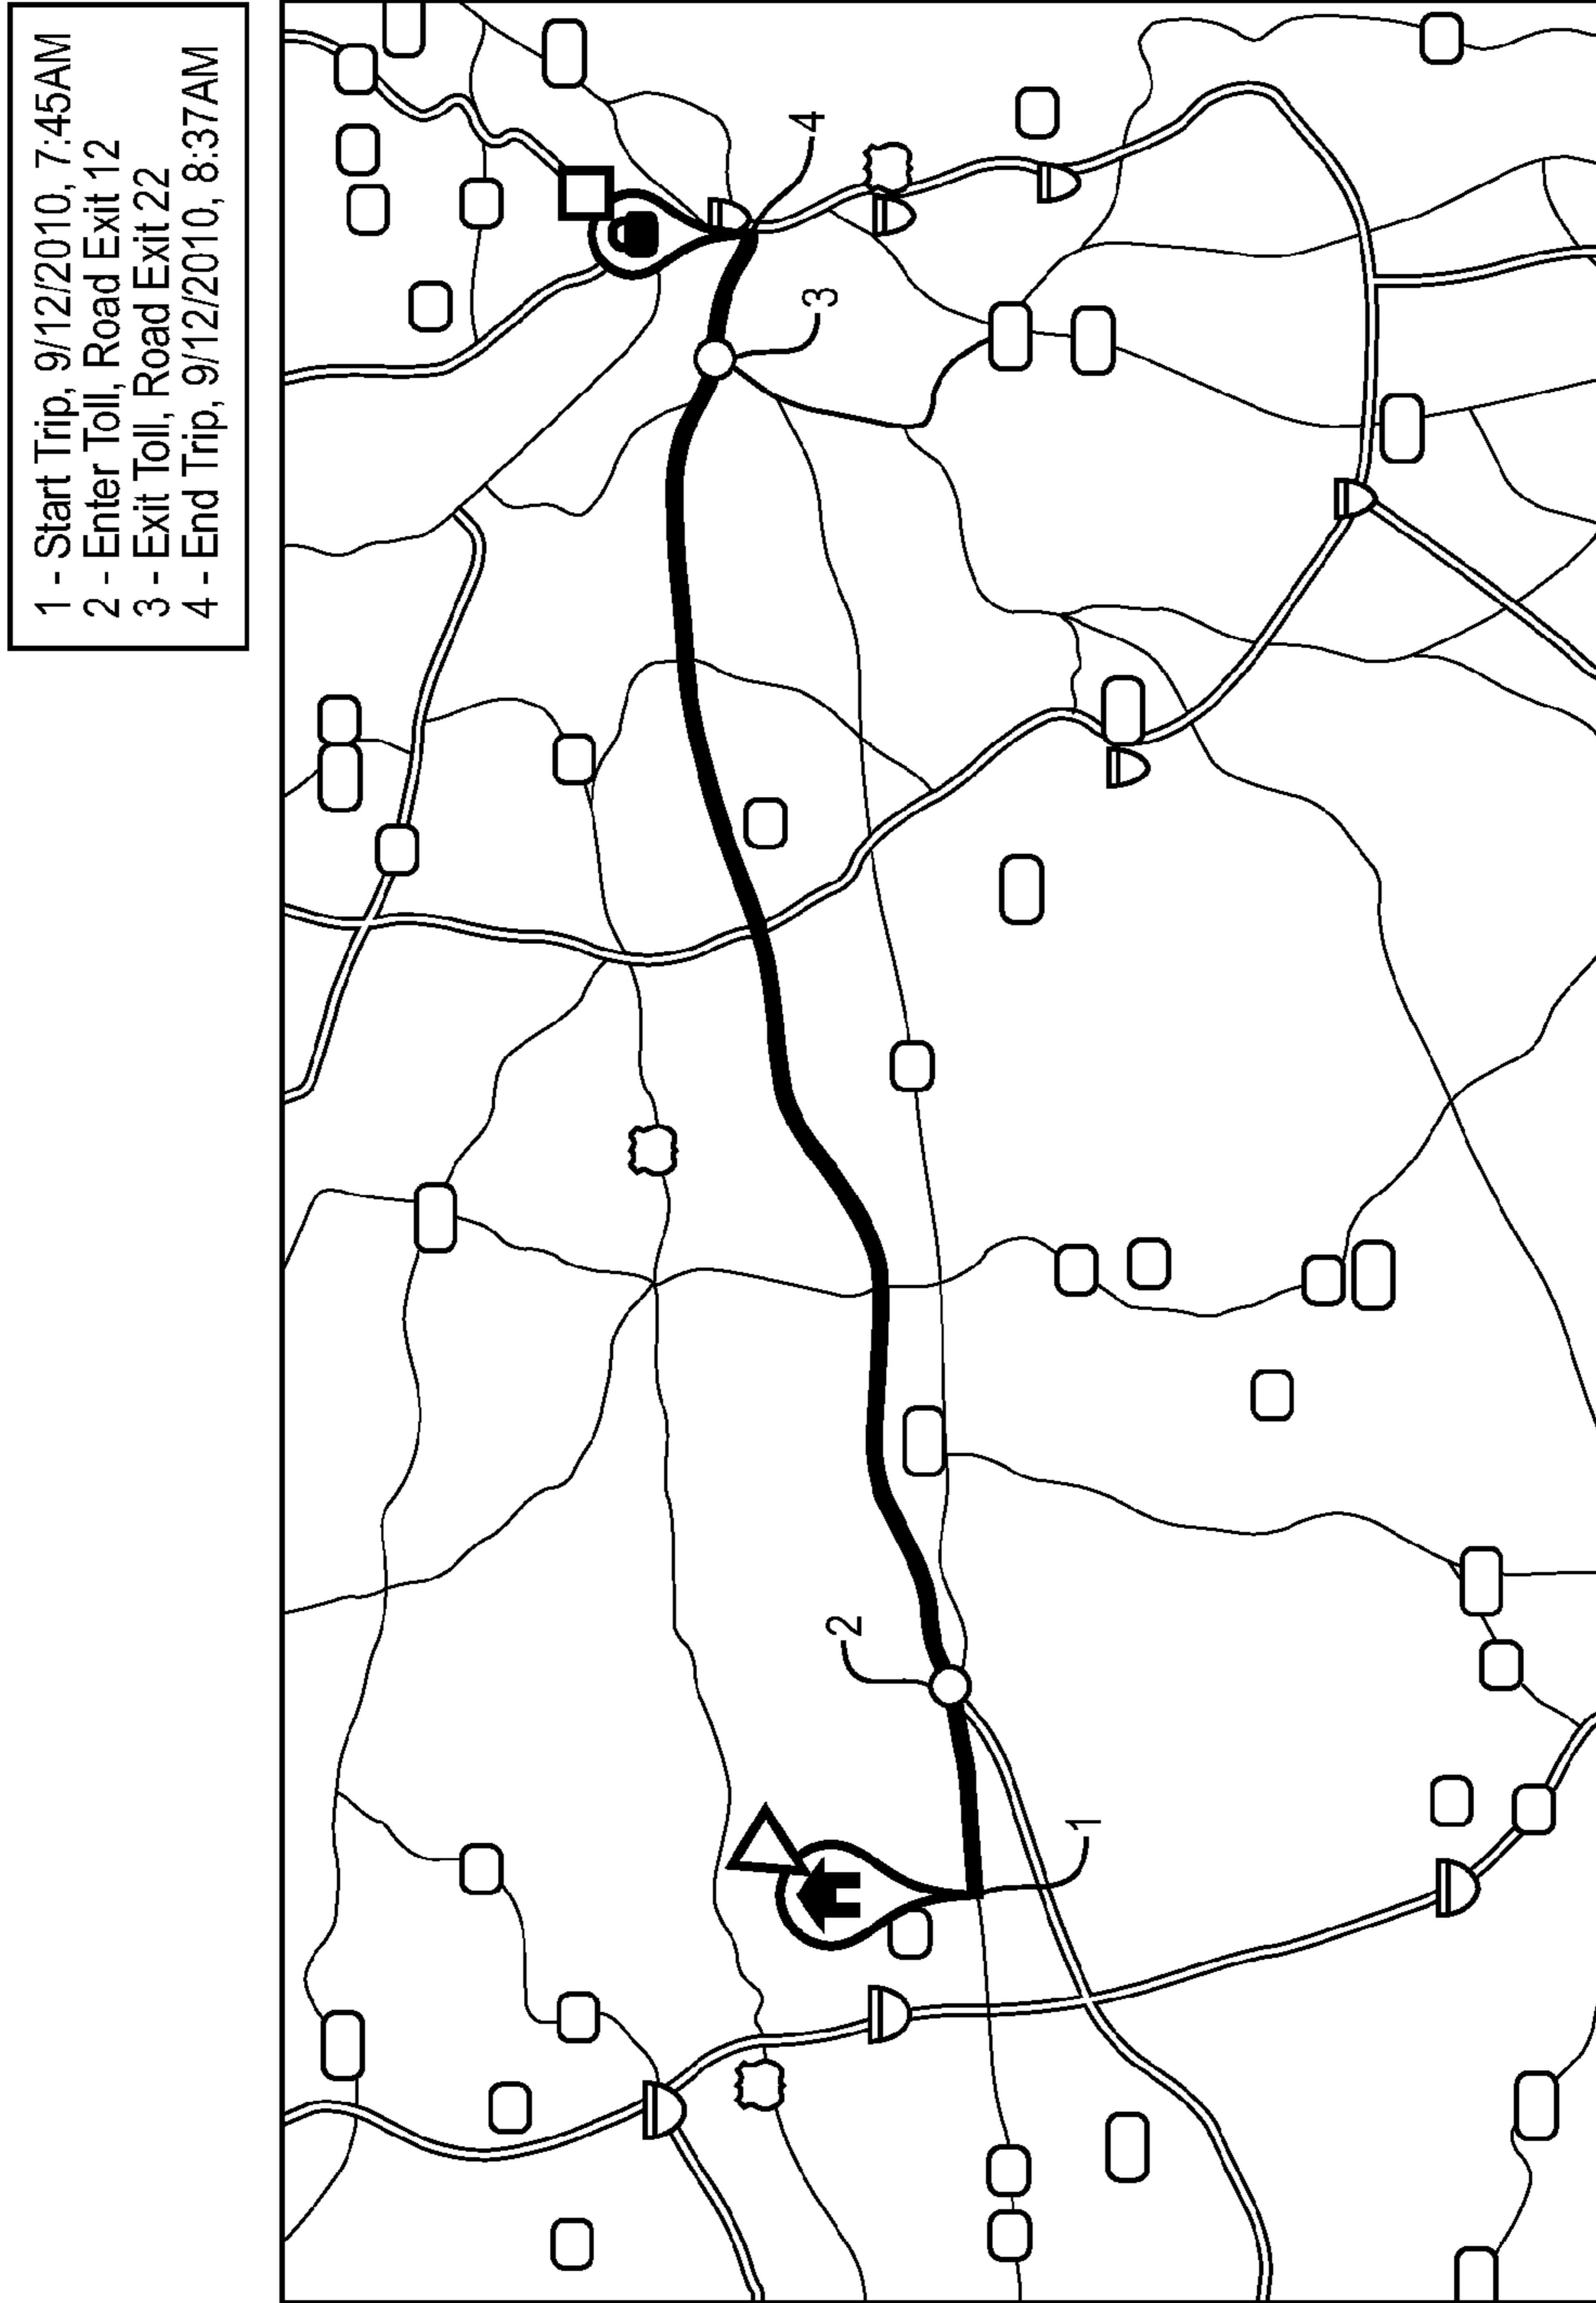 1 - Start Trip, 9/12/2010, 7:45AM
2 - Enter Toll, Road Exit 12
3 - Exit Toll, Road Exit 22
4 - End Trip, 9/12/2010, 8:37AM
1
2
3
4